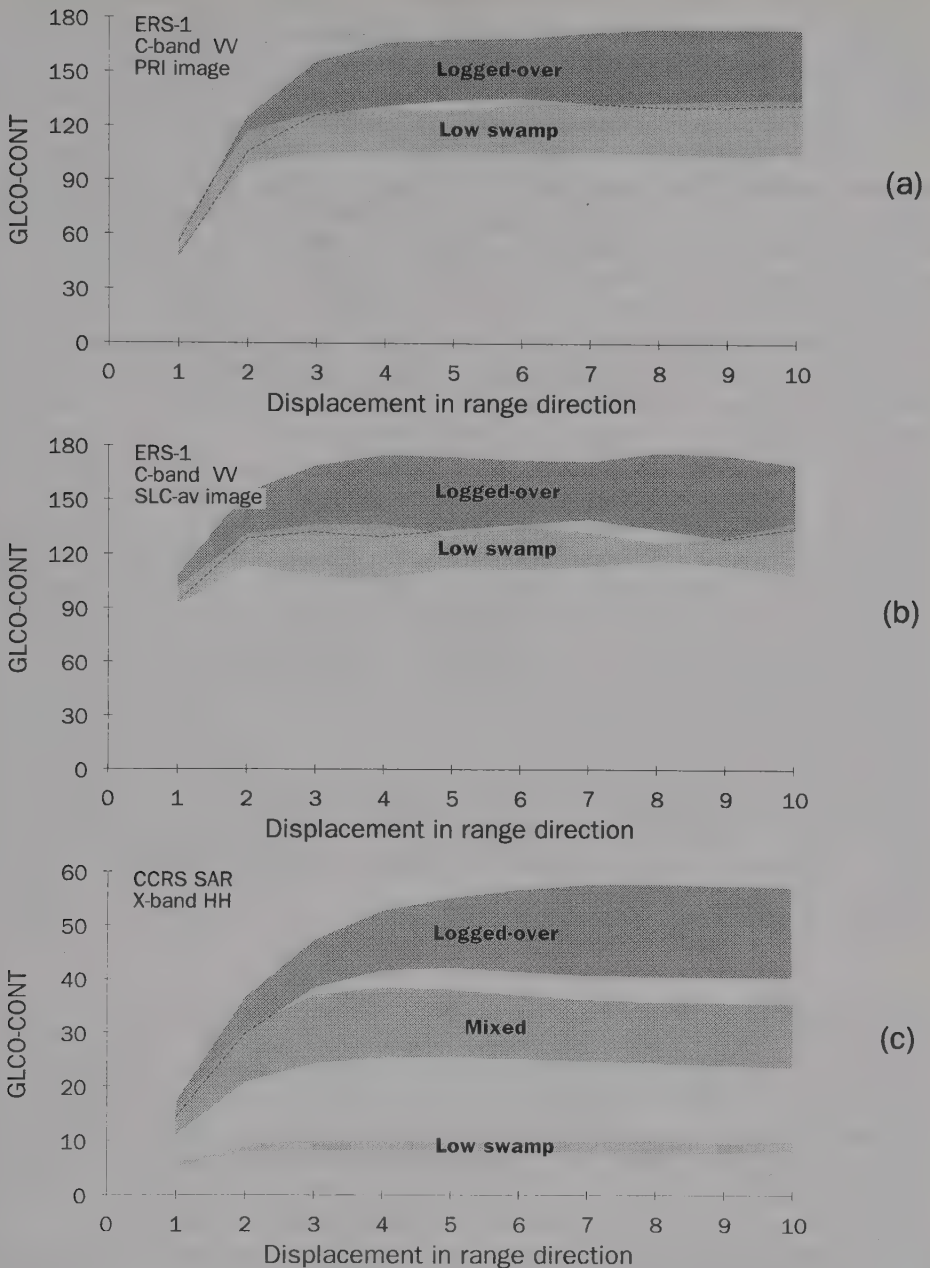 180
150
120
90
60
30
0
GLCO-CONT
ERS-1
C-band VV
PRI image
Logged-over
Low swamp
0 1 2 3 4 5 6 7 8 9 10
Displacement in range direction
(a)
180
150
120
90
60
30
0
GLCO-CONT
ERS-1
C-band VV
SLC-av image
Logged-over
Low swamp
0 1 2 3 4 5 6 7 8 9 10
Displacement in range direction
(b)
60
50
40
30
20
10
0
GLCO-CONT
CCRS SAR
X-band HH
Logged-over
Mixed
Low swamp
0 1 2 3 4 5 6 7 8 9 10
Displacement in range direction
(c)